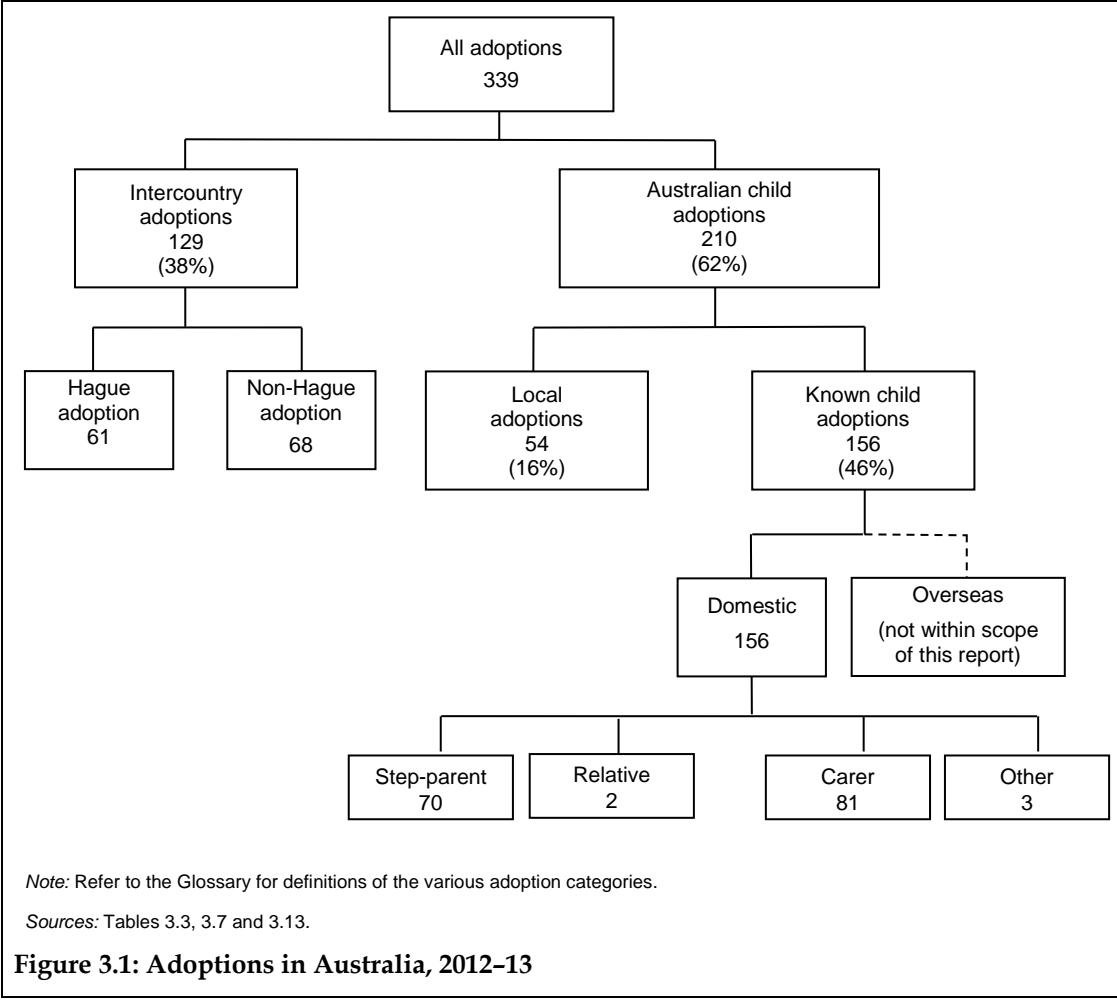 All adoptions
339
Intercountry
adoptions
129
(38%)
Australian child
adoptions
210
(62%)
Hague
adoption
61
Non-Hague
adoption
68
Local
adoptions
54
(16%)
Known child
adoptions
156
(46%)
Domestic
156
Overseas
(not within scope
of this report)
Step-parent
70
Relative
2
Carer
81
Other
3
Note: Refer to the Glossary for definitions of the various adoption categories.
Sources: Tables 3.3, 3.7 and 3.13.
Figure 3.1: Adoptions in Australia, 2012–13